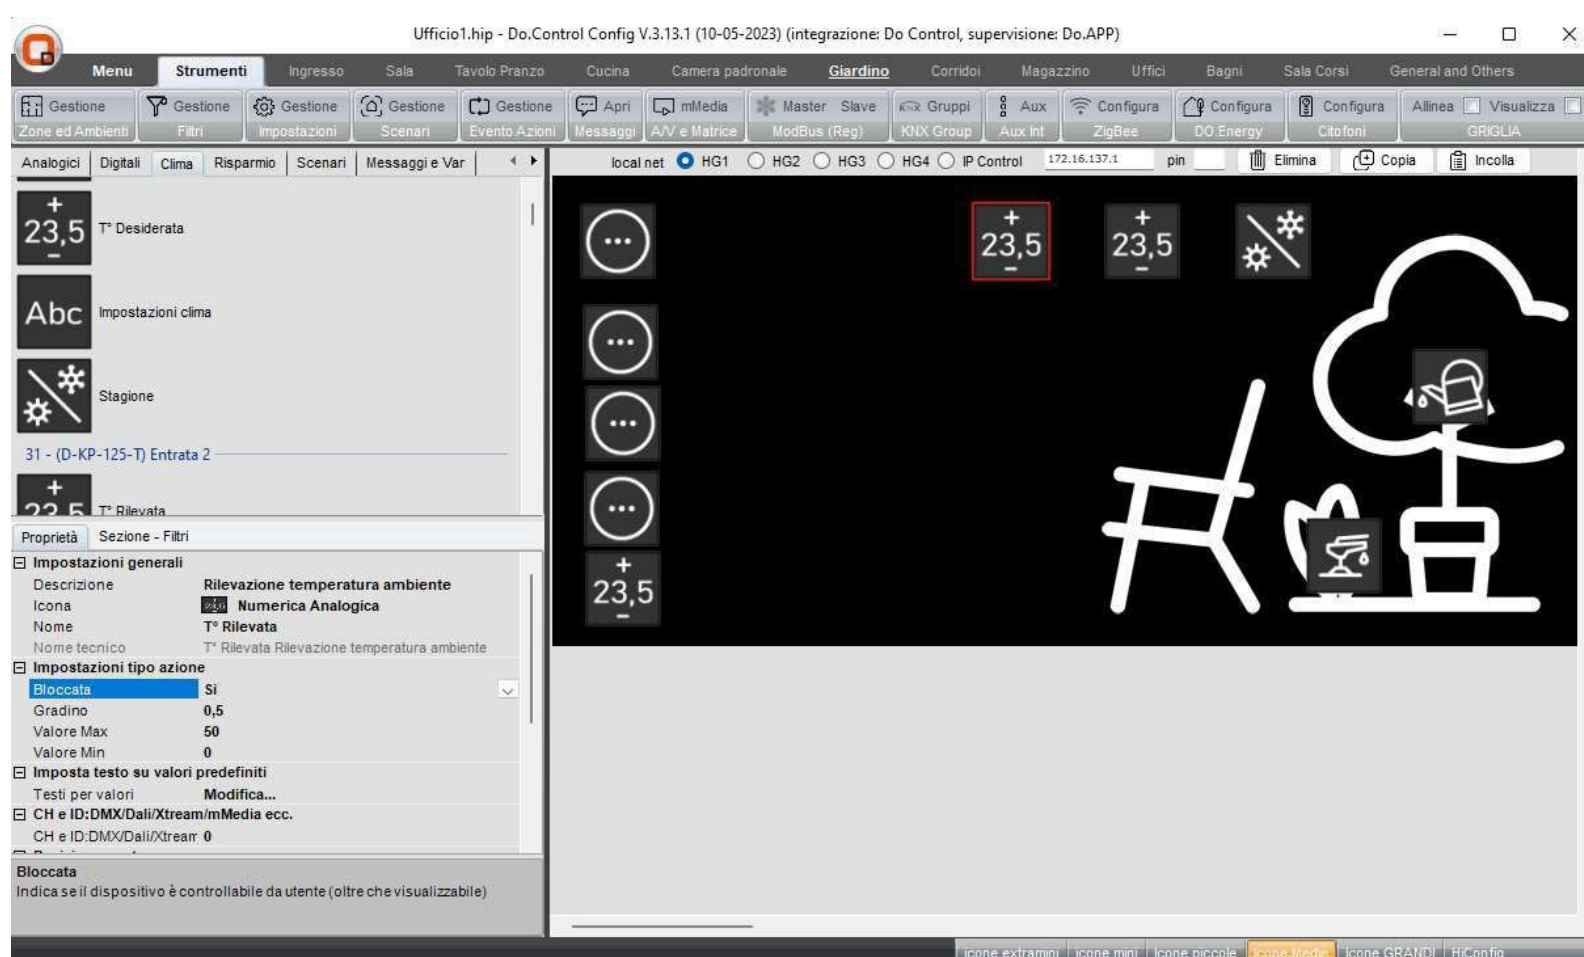 Ufficio1.hip - Do.Control Config V.3.13.1 (10-05-2023) (integrazione: Do Control, supervisione: Do.APP)
Menu Strumenti Ingresso Sala Tavolo Pranzo Cucina Camera padronale Giardino Corridoi Magazzino Uffici Bagni Sala Corsi General and Others
Gestione Gestione Gestione Gestione Gestione Apri mMedia Master Slave Gruppi Aux Configura Configura Configura Allinea Visualizza
Zone ed Ambienti Filtri Impostazioni Scenari Evento Azioni Messaggi A/V e Matrice ModBus (Reg) KNX Group Aux Int ZigBee DO.Energy Citofoni GRIGLIA
Analogici Digitali Clima Risparmio Scenari Messaggi e Var local net HG1 HG2 HG3 HG4 IP Control 172.16.137.1 pin Elimina Copia Incolla
+
23,5
-
T° Desiderata
Abc Impostazioni clima
Stagione
31 - (D-KP-125-T) Entrata 2
+
23,5 T° Rilevata
+
23,5
-
+
23,5
-
+
23,5
-
Proprietà Sezione - Filtri
Impostazioni generali
Descrizione Rilevazione temperatura ambiente
Icona Numerica Analogica
Nome T° Rilevata
Nome tecnico T° Rilevata Rilevazione temperatura ambiente
Impostazioni tipo azione
Bloccata Si
Gradino 0,5
Valore Max 50
Valore Min 0
Imposta testo su valori predefiniti
Testi per valori Modifica...
CH e ID:DMX/Dali/Xtream/mMedia ecc.
CH e ID:DMX/Dali/Xtream 0
Bloccata
Indica se il dispositivo è controllabile da utente (oltre che visualizzabile)
icone extramini icone mini Icone piccole Icone Medie Icone GRANDI HiConfig